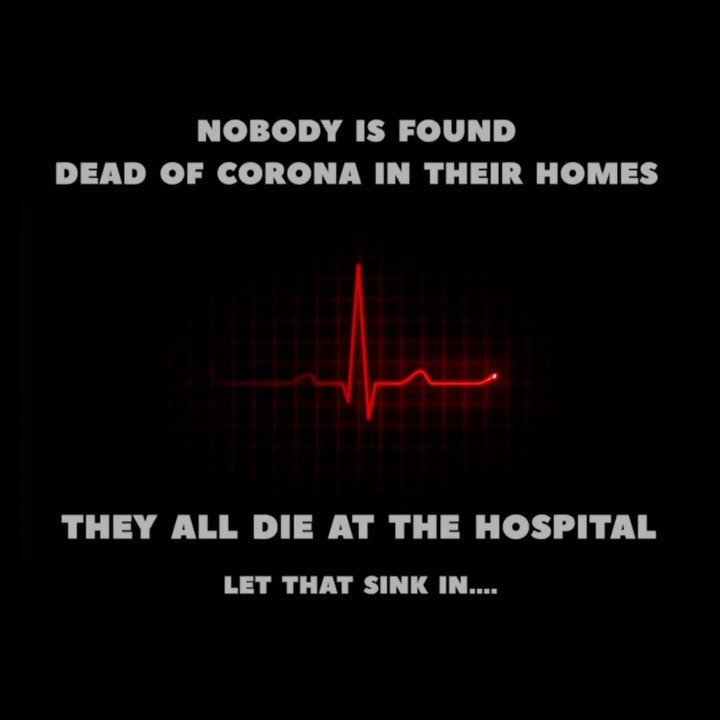 NOBODY IS FOUND
DEAD OF CORONA IN THEIR HOMES
THEY ALL DIE AT THE HOSPITAL
LET THAT SINK IN....